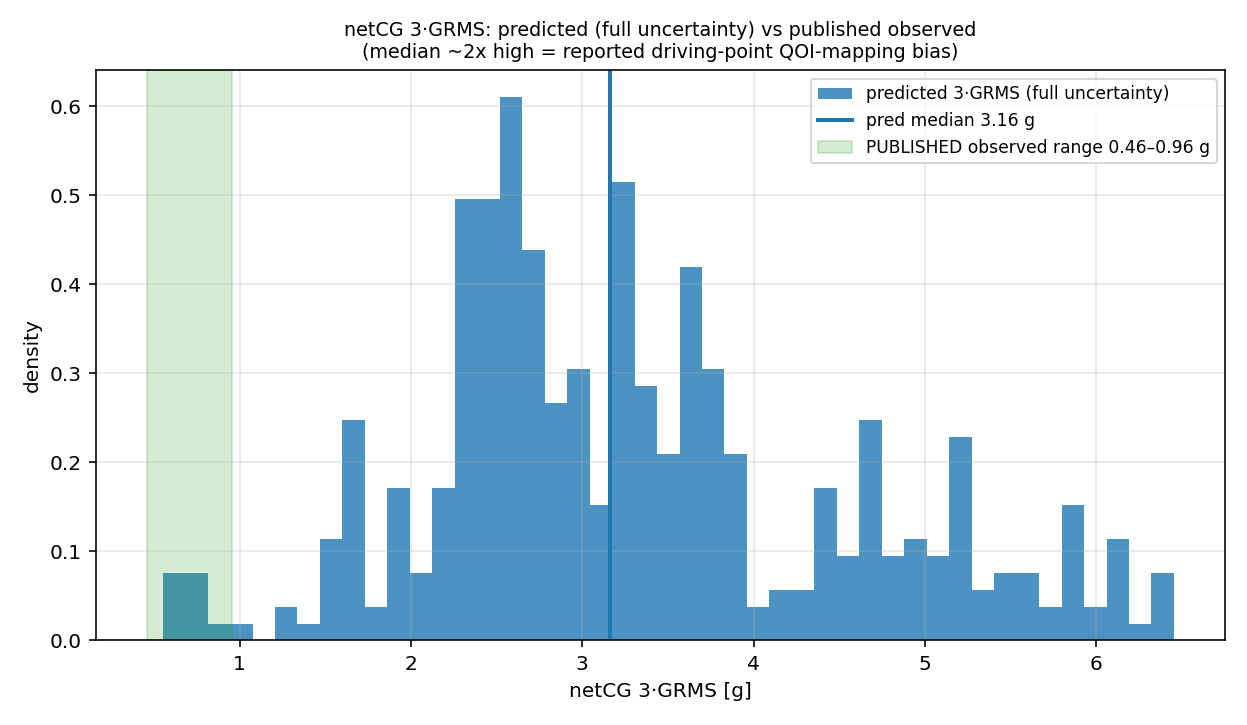 netCG 3·GRMS: predicted (full uncertainty) vs published observed
(median ~2x high = reported driving-point QOI-mapping bias)
predicted 3·GRMS (full uncertainty)
pred median 3.16 g
PUBLISHED observed range 0.46–0.96 g
density
0.6
0.5
0.4
0.3
0.2
0.1
0.0
1 2 3 4 5 6
netCG 3·GRMS [g]